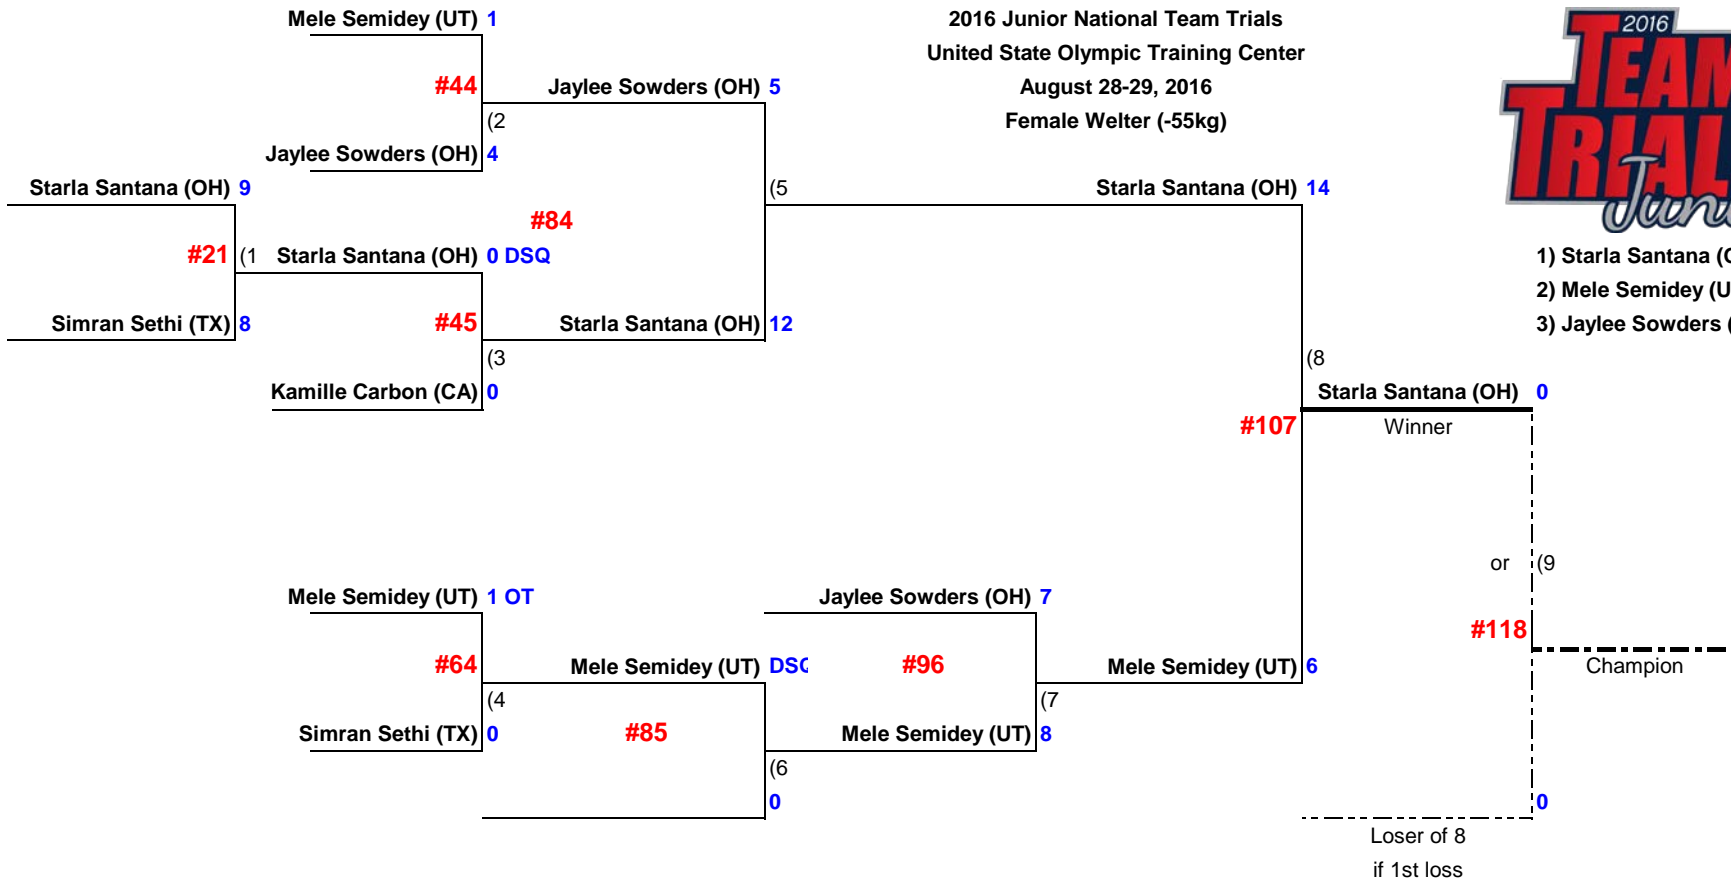 Mele Semidey (UT) 1
2016 Junior National Team Trials
United State Olympic Training Center
August 28-29, 2016
Female Welter (-55kg)
2016
TEAM
TRIAL
#44
Jaylee Sowders (OH) 5
(2
Jaylee Sowders (OH) 4
Starla Santana (OH) 9
(5
Starla Santana (OH) 14
#84
#21
(1
Starla Santana (OH) 0 DSQ
1) Starla Santana (
2) Mele Semidey (U
3) Jaylee Sowders (
Simran Sethi (TX) 8
#45
Starla Santana (OH) 12
(3
(8
Kamille Carbon (CA) 0
Starla Santana (OH) 0
#107
Winner
or
(9
Mele Semidey (UT) 1 OT
Jaylee Sowders (OH) 7
#118
#64
Mele Semidey (UT) DSQ
#96
Mele Semidey (UT) 6
Champion
(4
(7
Simran Sethi (TX) 0
#85
Mele Semidey (UT) 8
(6
0
0
Loser of 8
if 1st loss